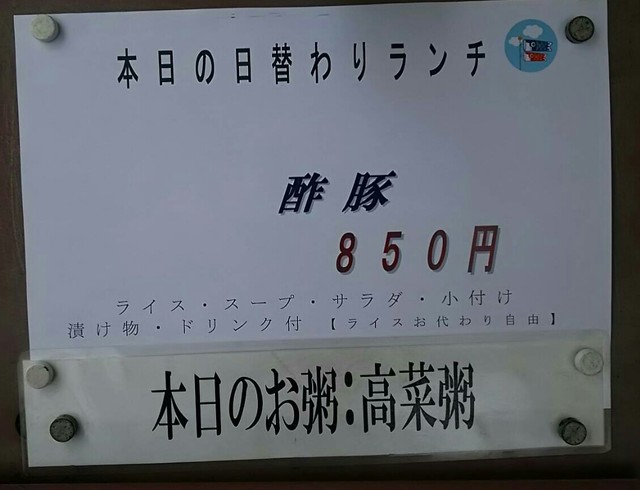 本日の日替わりランチ
酢豚
850円
ライス・スープ・サラダ・小付け
漬け物・ドリンク付 【ライスお代わり自由】
本日のお粥:高菜粥